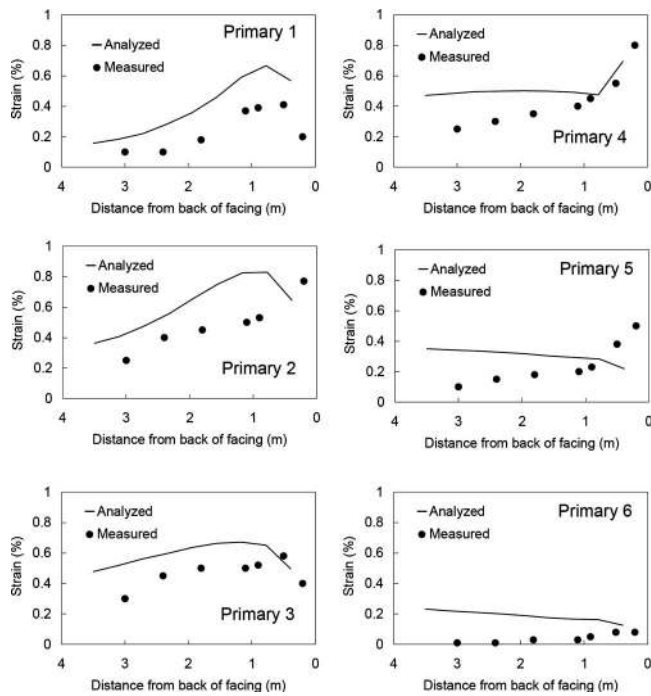 1
0.8
0.6
0.4
0.2
0
Strain (%)
Primary 1
Analyzed
Measured
4 3 2 1 0
Distance from back of facing (m)
1
0.8
0.6
0.4
0.2
0
Strain (%)
Analyzed
Measured
Primary 4
4 3 2 1 0
Distance from back of facing (m)
1
0.8
0.6
0.4
0.2
0
Strain (%)
Analyzed
Measured
Primary 2
4 3 2 1 0
Distance from back of facing (m)
1
0.8
0.6
0.4
0.2
0
Strain (%)
Primary 5
Analyzed
Measured
4 3 2 1 0
Distance from back of facing (m)
1
0.8
0.6
0.4
0.2
0
Strain (%)
Analyzed
Measured
Primary 3
4 3 2 1 0
Distance from back of facing (m)
1
0.8
0.6
0.4
0.2
0
Strain (%)
Primary 6
Analyzed
Measured
4 3 2 1 0
Distance from back of facing (m)